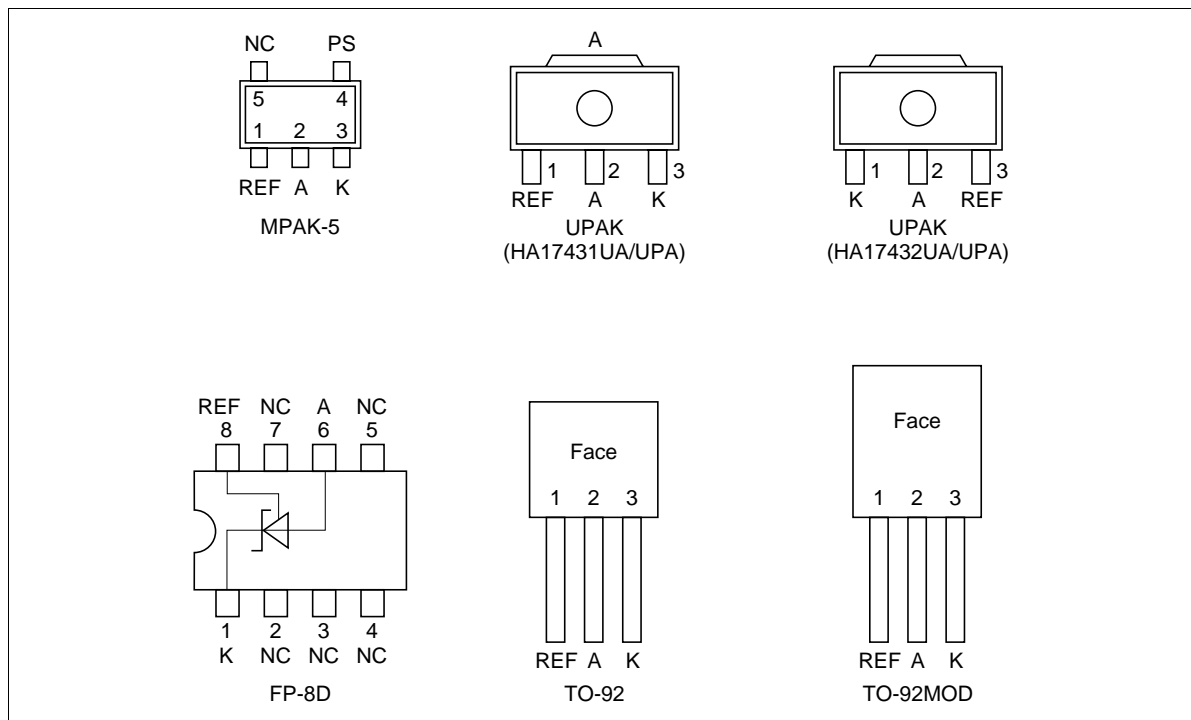 NC PS
5 4
1 2 3
REF A K
MPAK-5
A
1 2 3
REF A K
UPAK
(HA17431UA/UPA)
1 2 3
K A REF
UPAK
(HA17432UA/UPA)
REF NC A NC
8 7 6 5
1 2 3 4
K NC NC NC
FP-8D
Face
1 2 3
REF A K
TO-92
Face
1 2 3
REF A K
TO-92MOD